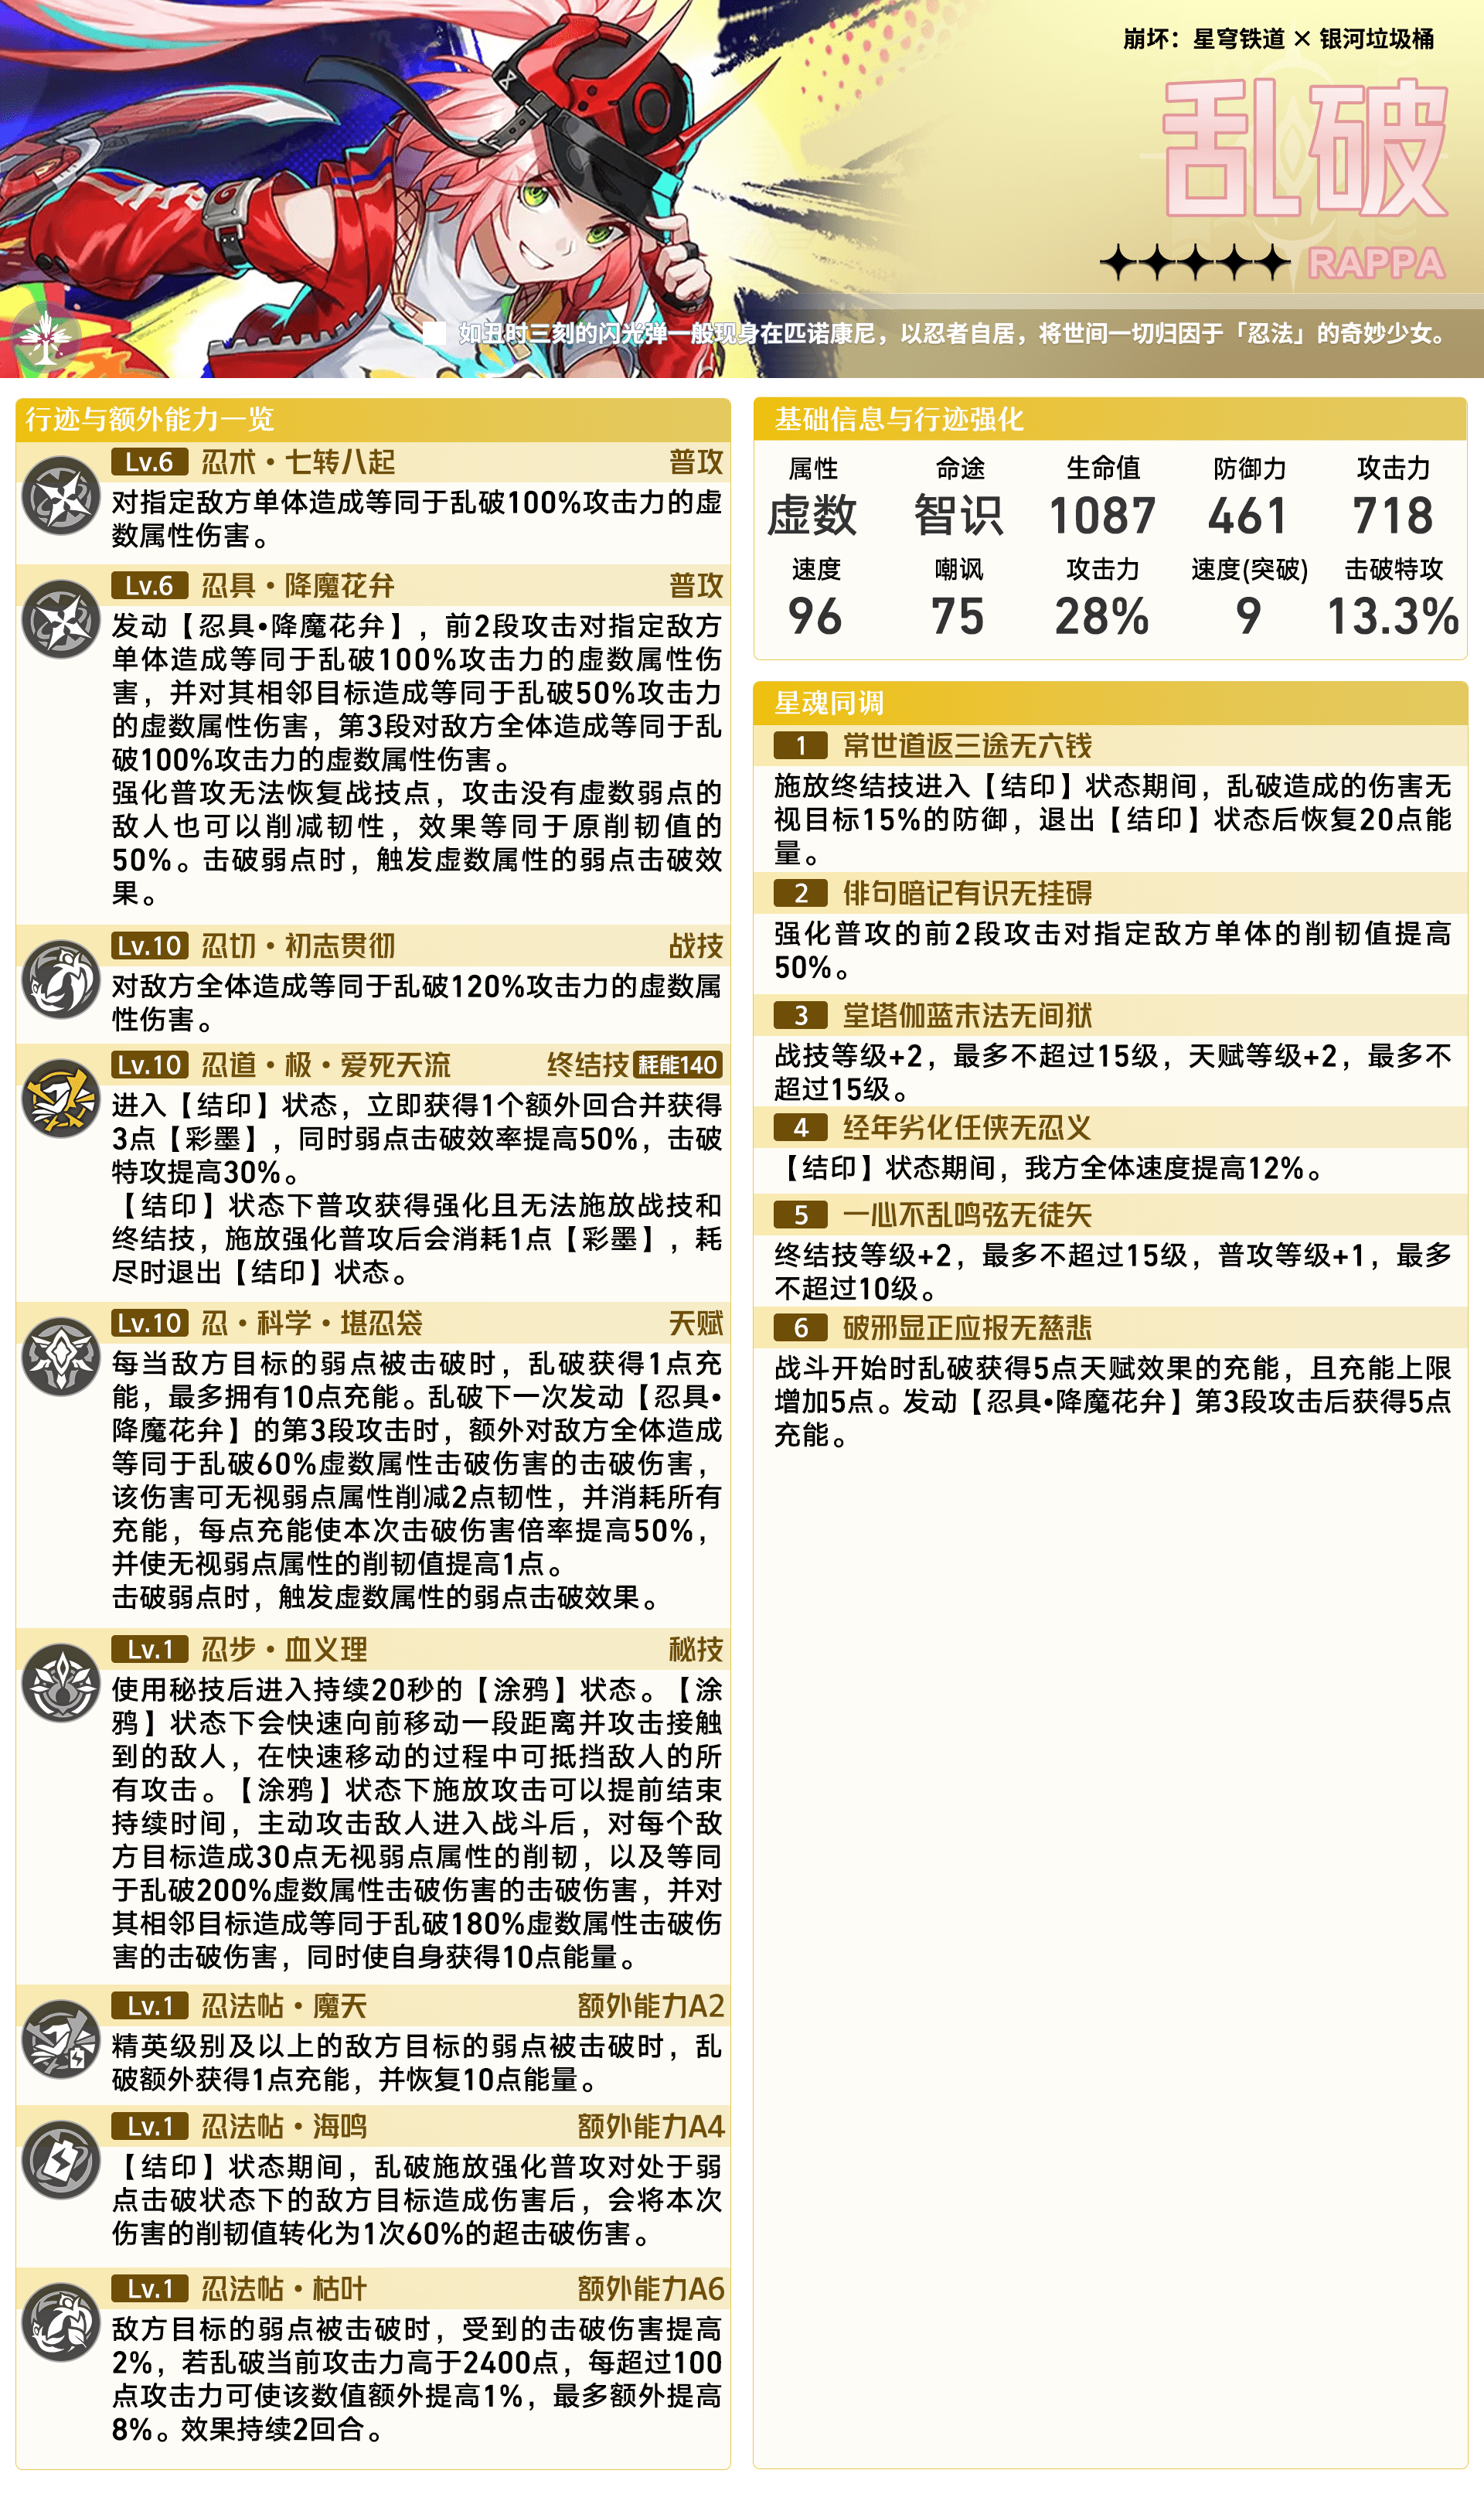 崩坏：星穹铁道 × 银河垃圾桶
乱破
RAPPA
如丑时三刻的闪光弹一般现身在匹诺康尼，以忍者自居，将世间一切归因于「忍法」的奇妙少女。
行迹与额外能力一览
Lv.6 忍术·七转八起 普攻
对指定敌方单体造成等同于乱破100%攻击力的虚
数属性伤害。
Lv.6 忍具·降魔花弁 普攻
发动【忍具•降魔花弁】，前2段攻击对指定敌方
单体造成等同于乱破100%攻击力的虚数属性伤
害，并对其相邻目标造成等同于乱破50%攻击力
的虚数属性伤害，第3段对敌方全体造成等同于乱
破100%攻击力的虚数属性伤害。
强化普攻无法恢复战技点，攻击没有虚数弱点的
敌人也可以削减韧性，效果等同于原削韧值的
50%。击破弱点时，触发虚数属性的弱点击破效
果。
Lv.10 忍切·初志贯彻 战技
对敌方全体造成等同于乱破120%攻击力的虚数属
性伤害。
Lv.10 忍道·极·爱死天流 终结技 耗能140
进入【结印】状态，立即获得1个额外回合并获得
3点【彩墨】，同时弱点击破效率提高50%，击破
特攻提高30%。
【结印】状态下普攻获得强化且无法施放战技和
终结技，施放强化普攻后会消耗1点【彩墨】，耗
尽时退出【结印】状态。
Lv.10 忍·科学·堪忍袋 天赋
每当敌方目标的弱点被击破时，乱破获得1点充
能，最多拥有10点充能。乱破下一次发动【忍具•
降魔花弁】的第3段攻击时，额外对敌方全体造成
等同于乱破60%虚数属性击破伤害的击破伤害，
该伤害可无视弱点属性削减2点韧性，并消耗所有
充能，每点充能使本次击破伤害倍率提高50%，
并使无视弱点属性的削韧值提高1点。
击破弱点时，触发虚数属性的弱点击破效果。
Lv.1 忍步·血义理 秘技
使用秘技后进入持续20秒的【涂鸦】状态。【涂
鸦】状态下会快速向前移动一段距离并攻击接触
到的敌人，在快速移动的过程中可抵挡敌人的所
有攻击。【涂鸦】状态下施放攻击可以提前结束
持续时间，主动攻击敌人进入战斗后，对每个敌
方目标造成30点无视弱点属性的削韧，以及等同
于乱破200%虚数属性击破伤害的击破伤害，并对
其相邻目标造成等同于乱破180%虚数属性击破伤
害的击破伤害，同时使自身获得10点能量。
Lv.1 忍法帖·魔天 额外能力A2
精英级别及以上的敌方目标的弱点被击破时，乱
破额外获得1点充能，并恢复10点能量。
Lv.1 忍法帖·海鸣 额外能力A4
【结印】状态期间，乱破施放强化普攻对处于弱
点击破状态下的敌方目标造成伤害后，会将本次
伤害的削韧值转化为1次60%的超击破伤害。
Lv.1 忍法帖·枯叶 额外能力A6
敌方目标的弱点被击破时，受到的击破伤害提高
2%，若乱破当前攻击力高于2400点，每超过100
点攻击力可使该数值额外提高1%，最多额外提高
8%。效果持续2回合。
基础信息与行迹强化
属性 命途 生命值 防御力 攻击力
虚数 智识 1087 461 718
速度 嘲讽 攻击力 速度(突破) 击破特攻
96 75 28% 9 13.3%
星魂同调
1 常世道返三途无六钱
施放终结技进入【结印】状态期间，乱破造成的伤害无
视目标15%的防御，退出【结印】状态后恢复20点能
量。
2 俳句暗记有识无挂碍
强化普攻的前2段攻击对指定敌方单体的削韧值提高
50%。
3 堂塔伽蓝末法无间狱
战技等级+2，最多不超过15级，天赋等级+2，最多不
超过15级。
4 经年劣化任侠无忍义
【结印】状态期间，我方全体速度提高12%。
5 一心不乱鸣弦无徒矢
终结技等级+2，最多不超过15级，普攻等级+1，最多
不超过10级。
6 破邪显正应报无慈悲
战斗开始时乱破获得5点天赋效果的充能，且充能上限
增加5点。发动【忍具•降魔花弁】第3段攻击后获得5点
充能。